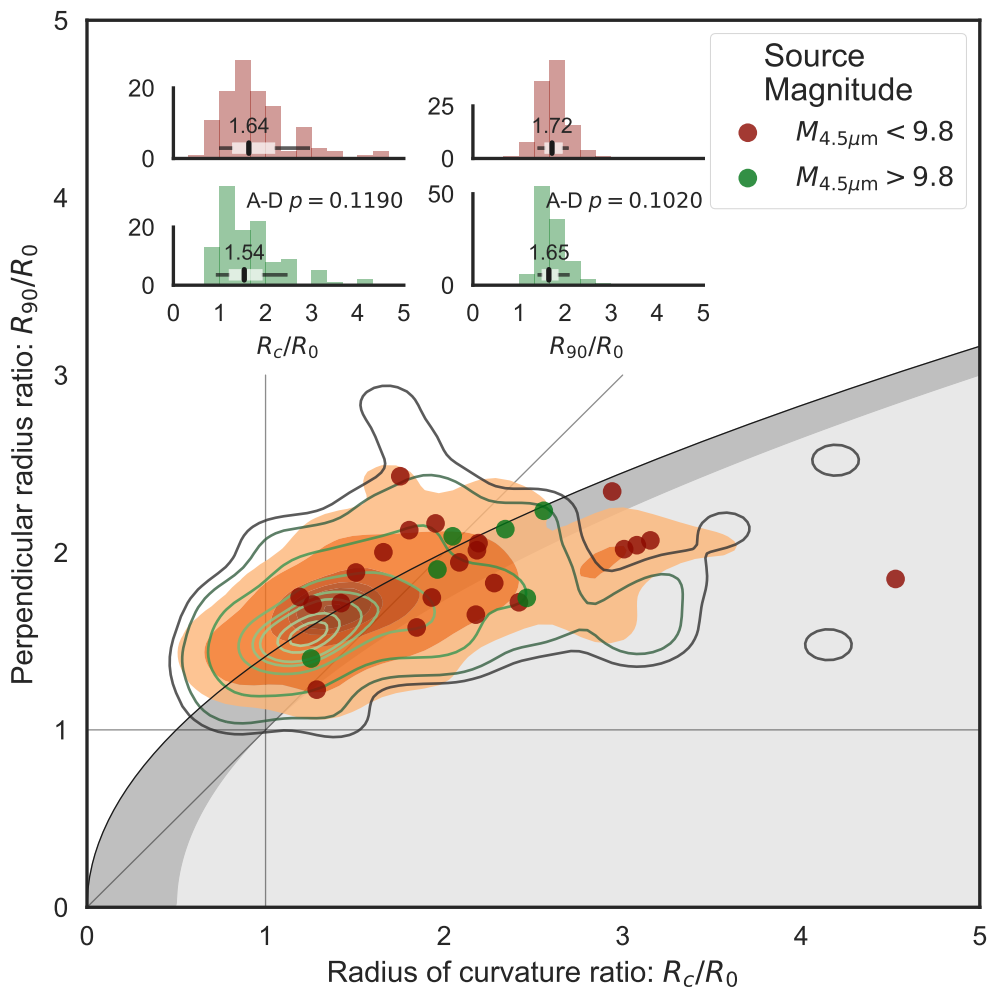 Source
Magnitude
M4.5μm < 9.8
M4.5μm > 9.8
20
0
1.64
25
0
1.72
A-D p = 0.1190
20
0
1.54
A-D p = 0.1020
50
0
1.65
0 1 2 3 4 5
Rc/R0
0 1 2 3 4 5
R90/R0
5
4
3
2
1
0
Perpendicular radius ratio: R90/R0
0 1 2 3 4 5
Radius of curvature ratio: Rc/R0